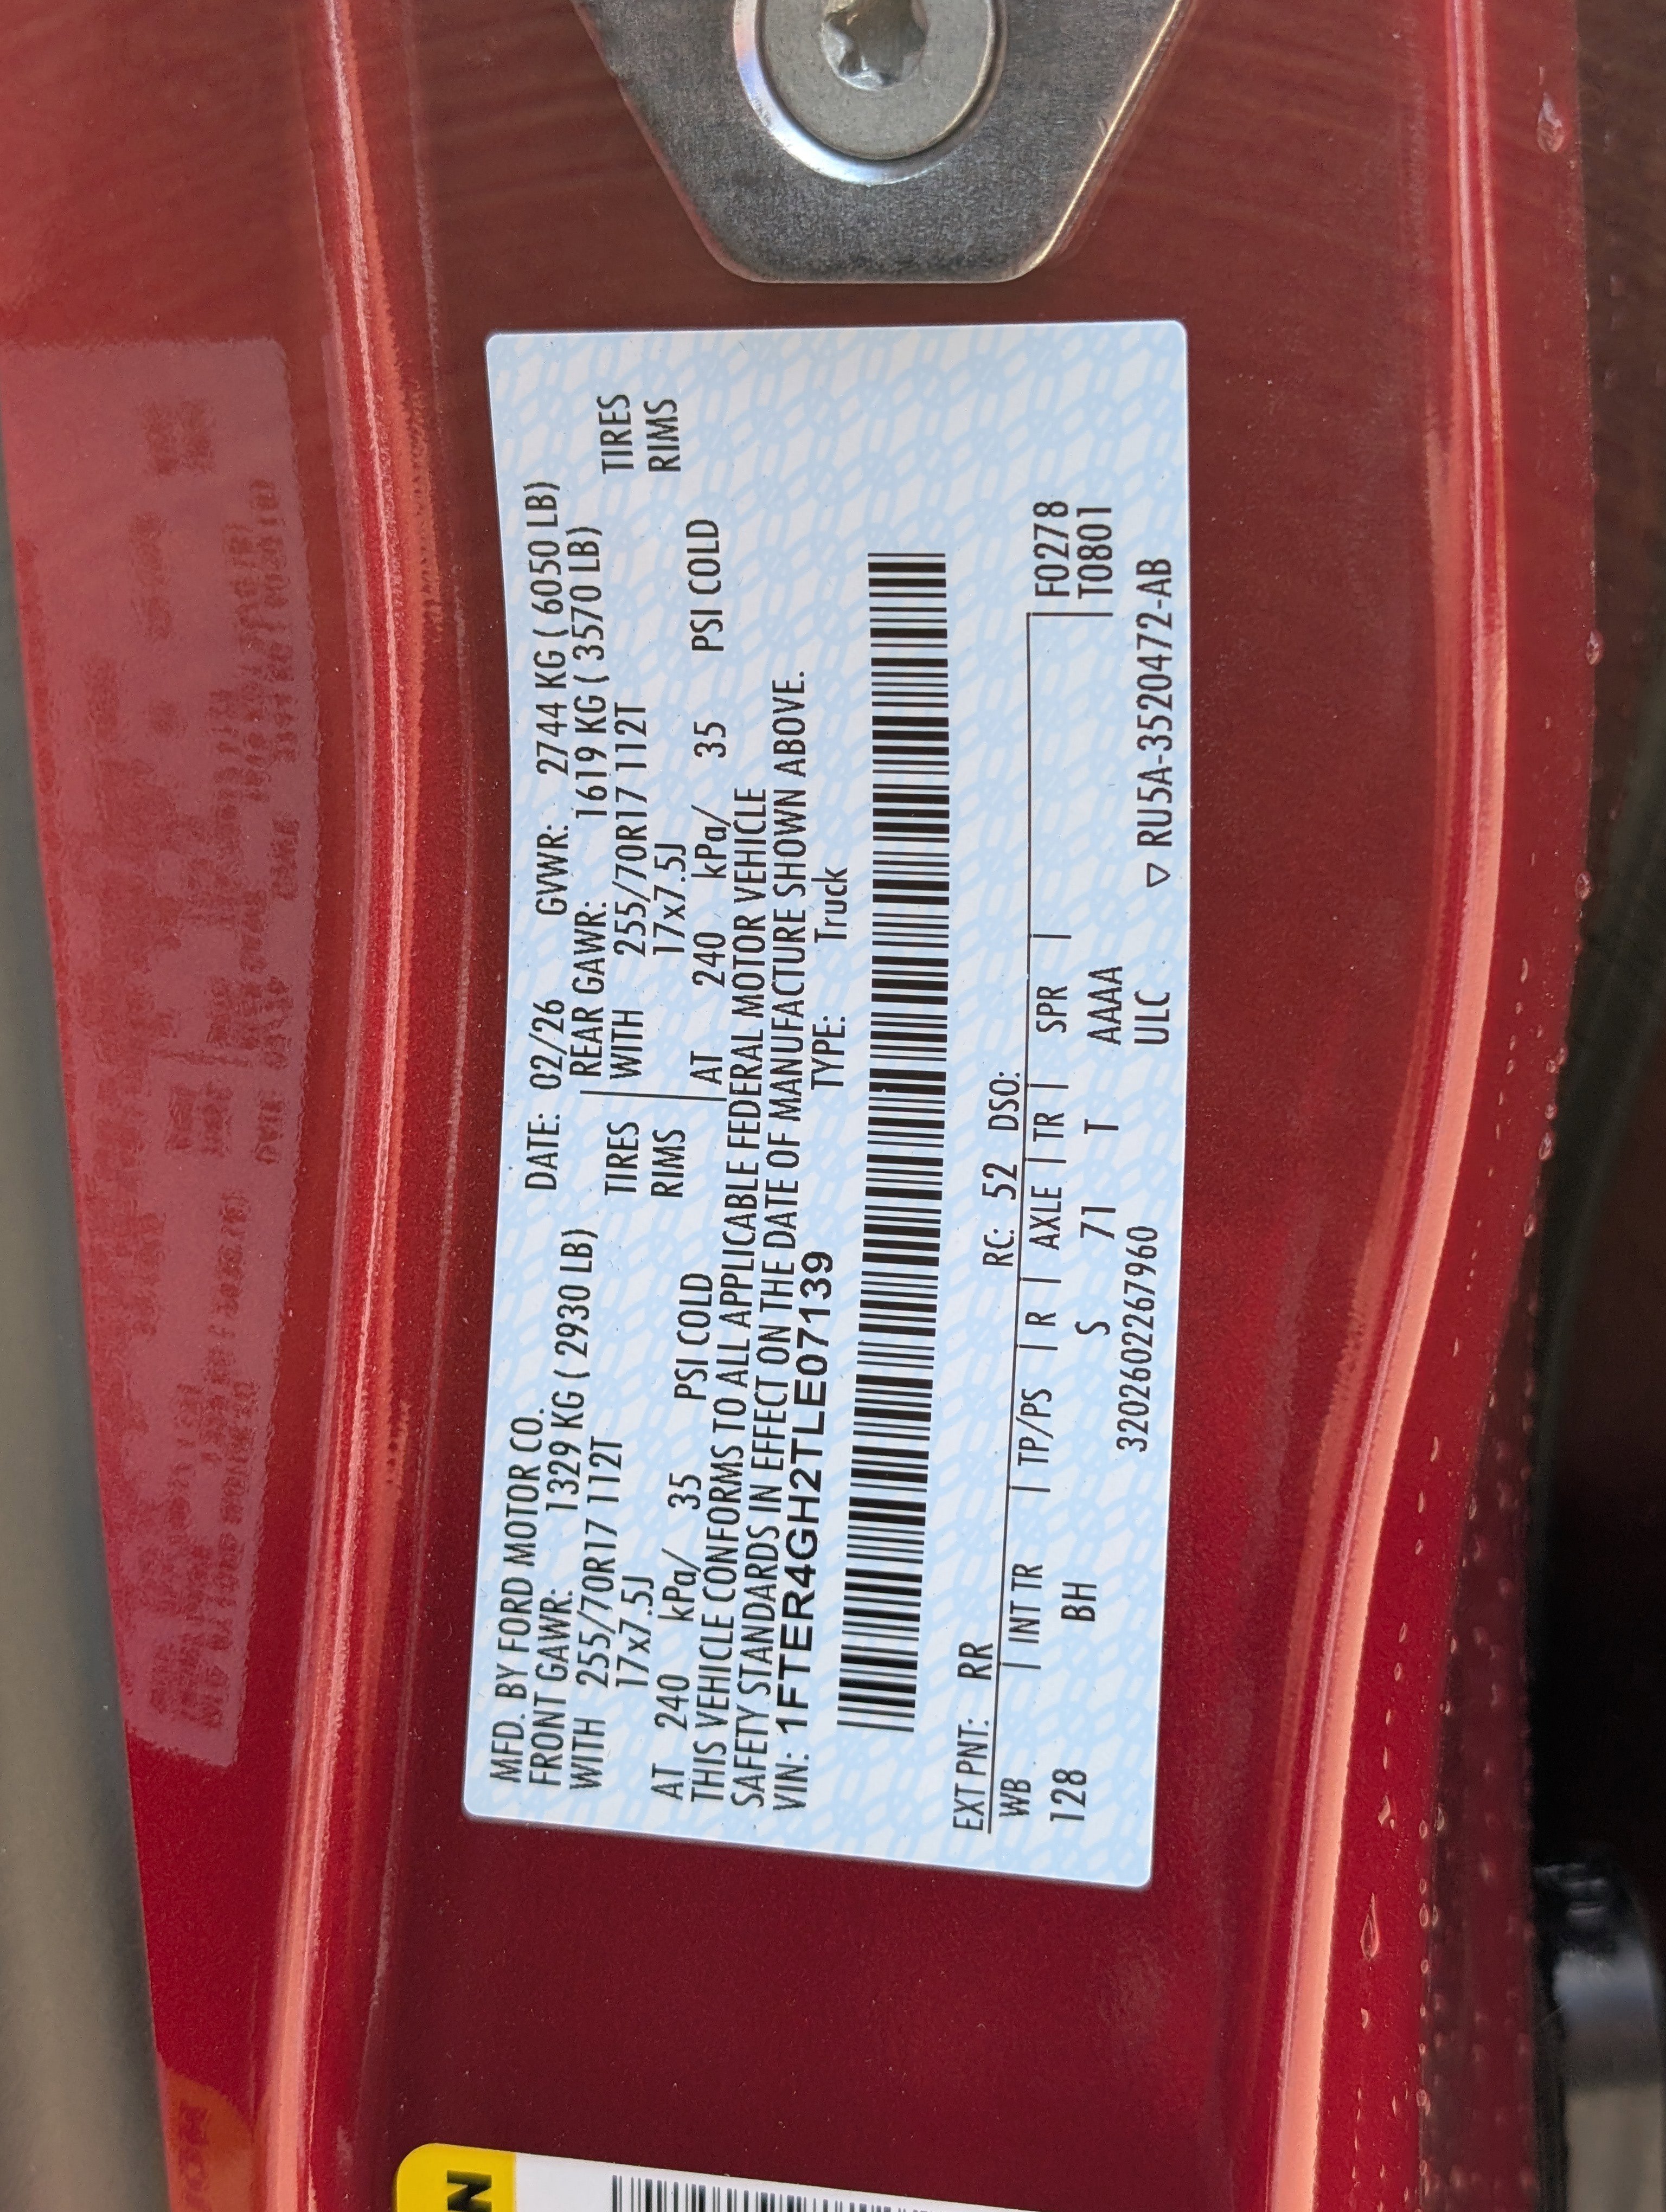 MFD. BY FORD MOTOR CO.
DATE: 02/26 GVWR: 2744 KG ( 6050 LB)
FRONT GAWR: 1329 KG ( 2930 LB) REAR GAWR: 1619 KG ( 3570 LB)
WITH 255/70R17 112T TIRES WITH 255/70R17 112T TIRES
17x7.5J RIMS 17x7.5J RIMS
AT 240 kPa/ 35 PSI COLD AT 240 kPa/ 35 PSI COLD
THIS VEHICLE CONFORMS TO ALL APPLICABLE FEDERAL MOTOR VEHICLE
SAFETY STANDARDS IN EFFECT ON THE DATE OF MANUFACTURE SHOWN ABOVE.
VIN: 1FTER4GH2TLE07139 TYPE: Truck
EXT PNT: RR RC: 52 DSO:
WB | INT TR | TP/PS | R | AXLE | TR | SPR | F0278
128 BH S 71 T AAAA T0801
3202602267960 ULC ▽ RU5A-3520472-AB